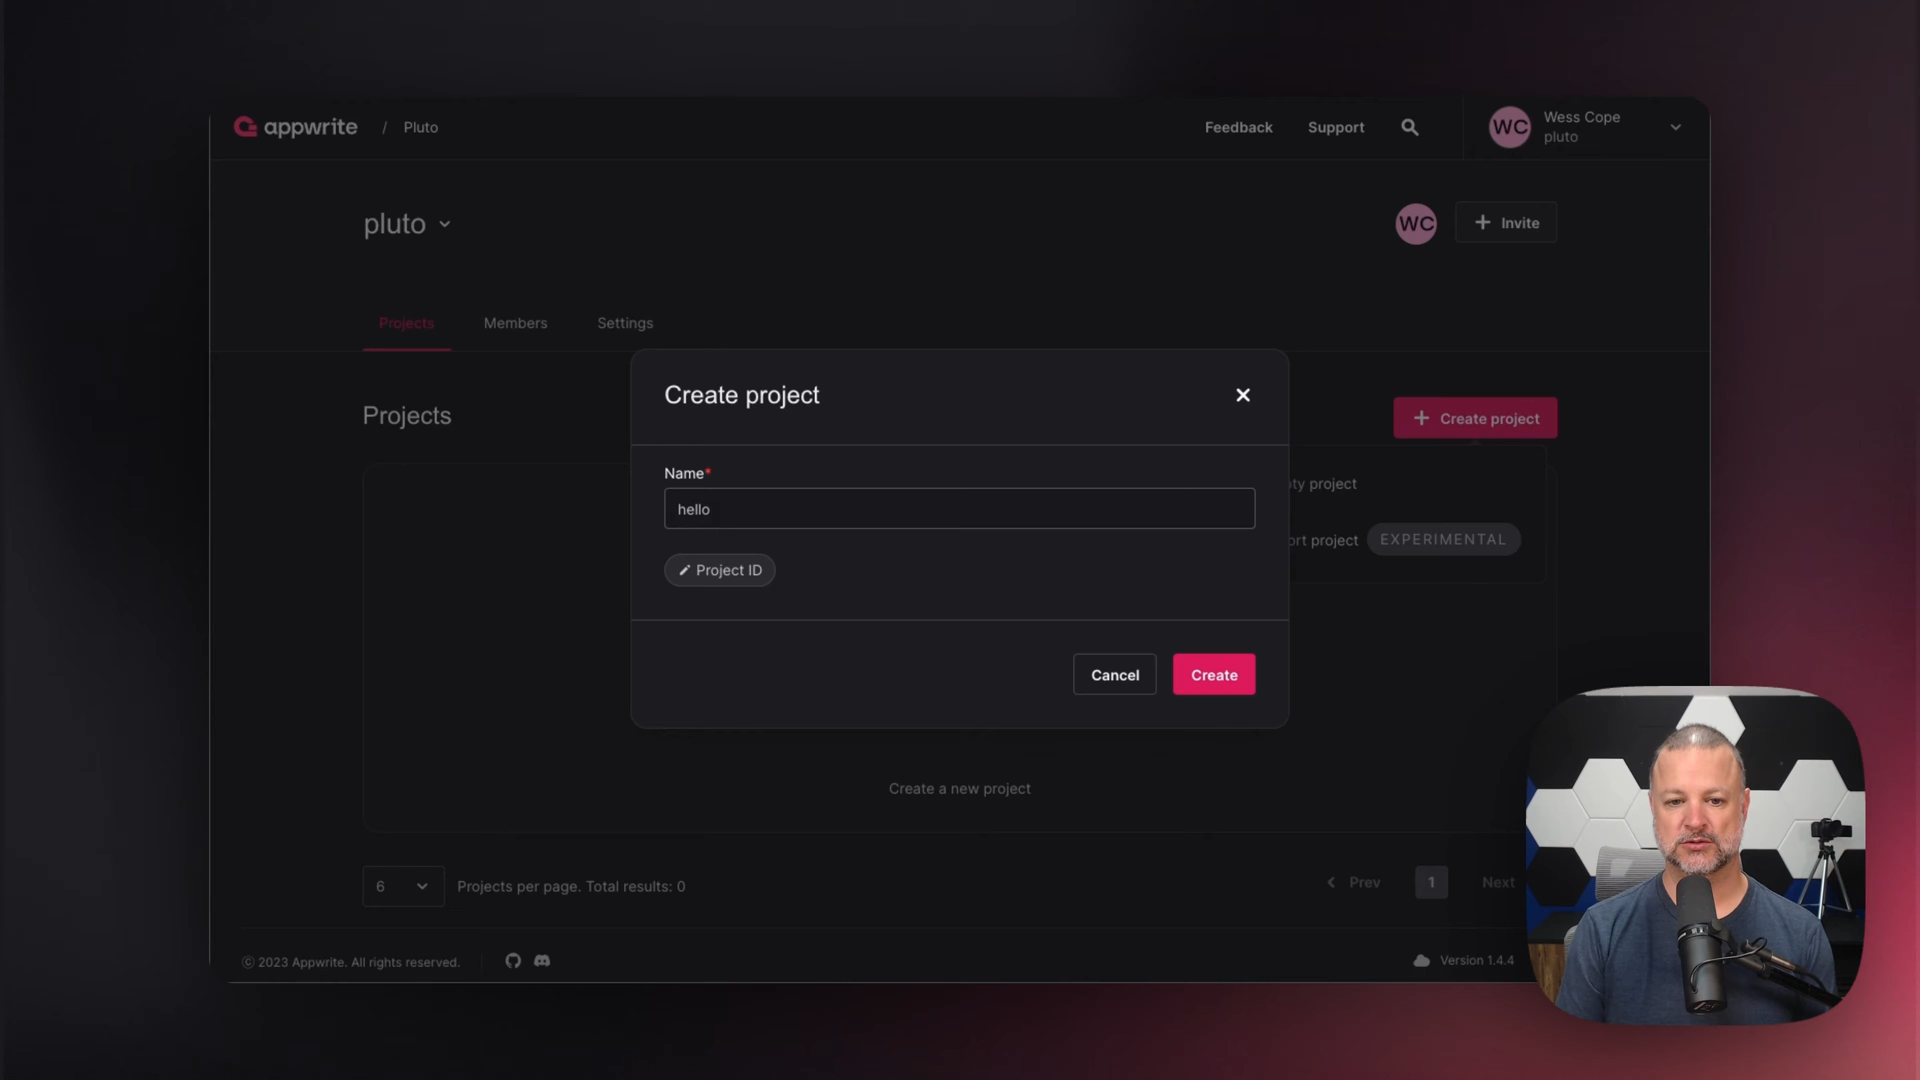 appwrite / Pluto
Feedback Support
WC Wess Cope
pluto
pluto
WC + Invite
Projects Members Settings
Create project
Projects
+ Create project
Name*
hello
ty project
ort project EXPERIMENTAL
Project ID
Cancel Create
Create a new project
6 Projects per page. Total results: 0
Prev 1 Next
© 2023 Appwrite. All rights reserved.
Version 1.4.4